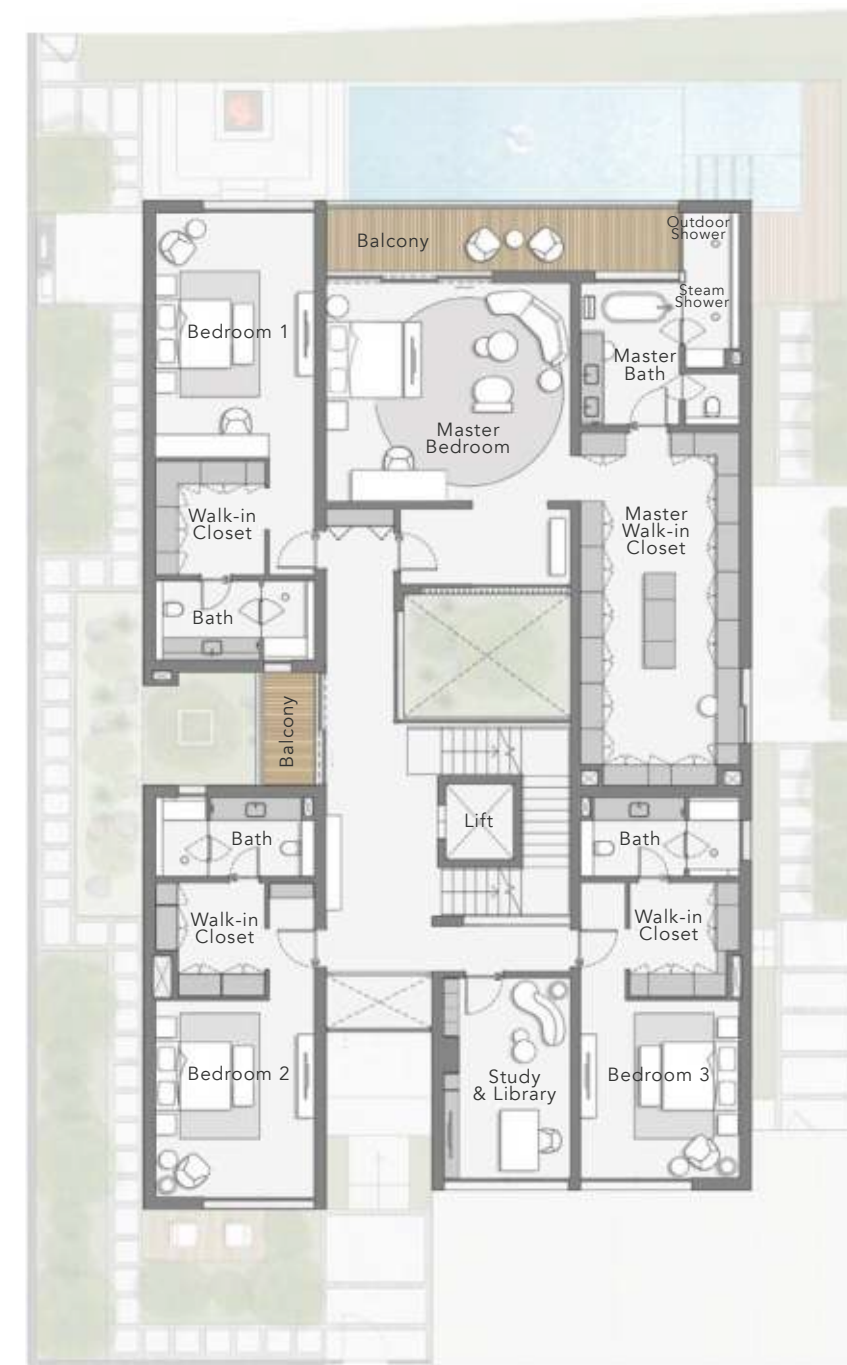 Balcony
Outdoor
Shower
Steam
Shower
Bedroom 1
Master
Bath
Master
Bedroom
Walk-in
Closet
Master
Walk-in
Closet
Bath
Balcony
Lift
Bath
Bath
Walk-in
Closet
Walk-in
Closet
Bedroom 2
Study
& Library
Bedroom 3